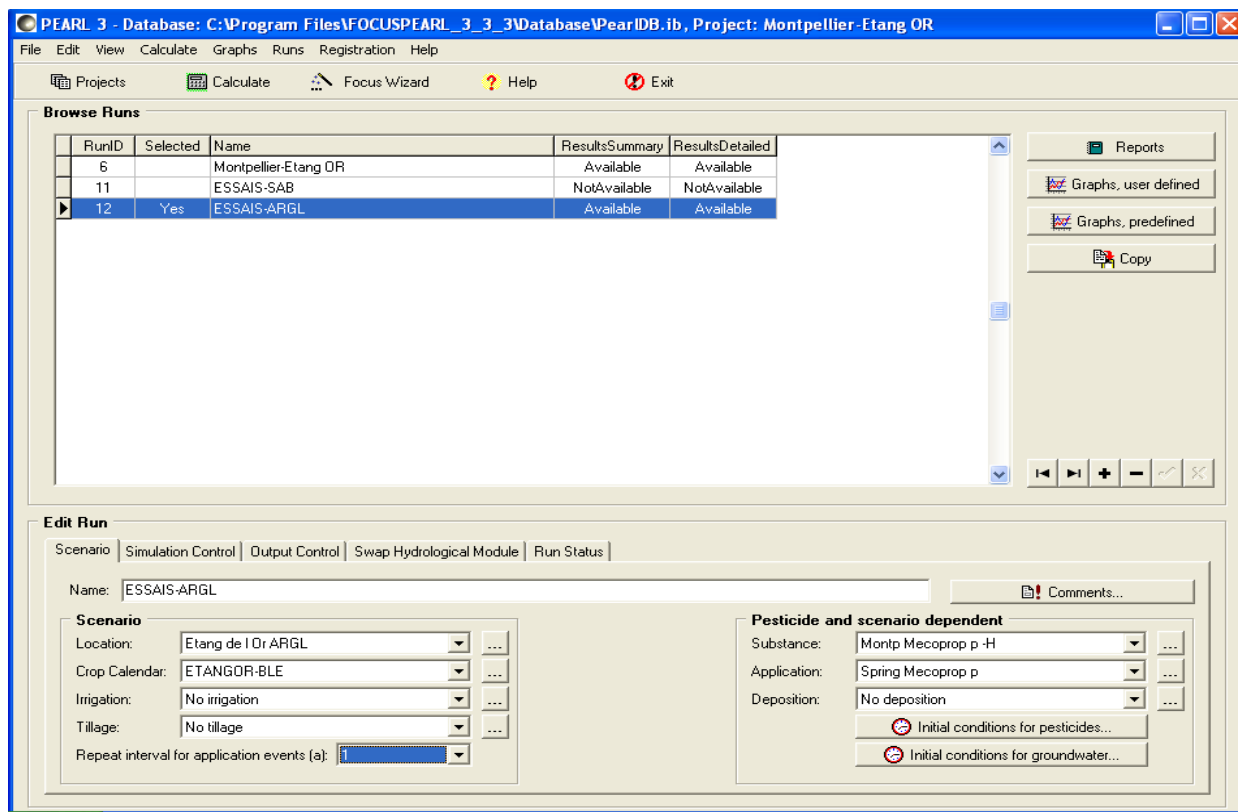 PEARL 3 - Database: C:\Program Files\FOCUSPEARL_3_3_3\Database\PearlDB.ib, Project: Montpellier-Etang OR
File Edit View Calculate Graphs Runs Registration Help
Projects Calculate Focus Wizard ? Help Exit
Browse Runs
RunID Selected Name ResultsSummary ResultsDetailed
6 Montpellier-Etang OR Available Available
11 ESSAIS-SAB NotAvailable NotAvailable
12 Yes ESSAIS-ARGL Available Available
Reports
Graphs, user defined
Graphs, predefined
Copy
Edit Run
Scenario Simulation Control Output Control Swap Hydrological Module Run Status
Name: ESSAIS-ARGL Comments...
Scenario
Location: Etang de l Or ARGL ...
Crop Calendar: ETANGOR-BLE ...
Irrigation: No irrigation ...
Tillage: No tillage ...
Repeat interval for application events (a): 1
Pesticide and scenario dependent
Substance: Montp Mecoprop p -H ...
Application: Spring Mecoprop p ...
Deposition: No deposition ...
Initial conditions for pesticides...
Initial conditions for groundwater...